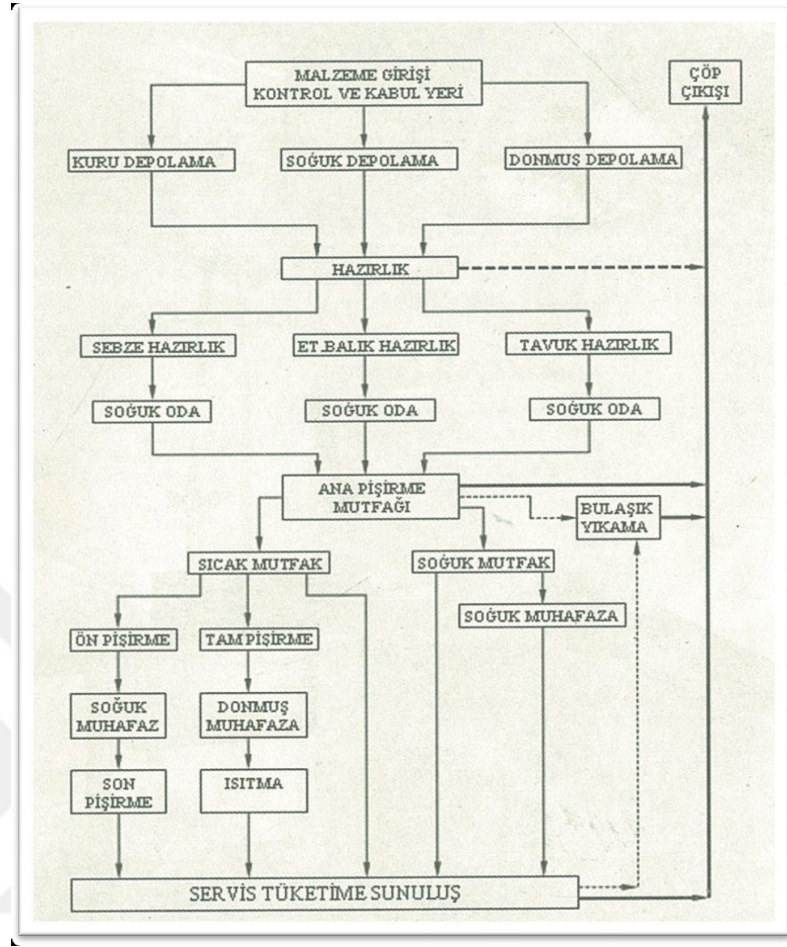 MALZEME GİRİŞİ
KONTROL VE KABUL YERİ
ÇÖP
ÇIKIŞI
KURU DEPOLAMA
SOĞUK DEPOLAMA
DONMUŞ DEPOLAMA
HAZIRLIK
SEBZE HAZIRLIK
ET.BALIK HAZIRLIK
TAVUK HAZIRLIK
SOĞUK ODA
SOĞUK ODA
SOĞUK ODA
ANA PİŞİRME
MUTFAĞI
BULAŞIK
YIKAMA
SICAK MUTFAK
SOĞUK MUTFAK
SOĞUK MUHAFAZA
ÖN PİŞİRME
TAM PİŞİRME
SOĞUK
MUHAFAZ
DONMUŞ
MUHAFAZA
SON
PİŞİRME
ISITMA
SERVİS TÜKETİME SUNULUŞ